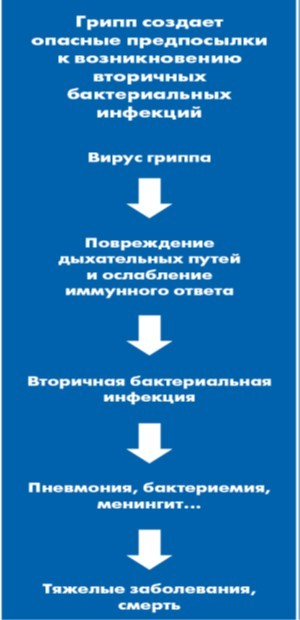 Грипп создает
опасные предпосылки
к возникновению
вторичных
бактериальных
инфекций
Вирус гриппа
Повреждение
дыхательных путей
и ослабление
иммунного ответа
Вторичная бактериальная
инфекция
Пневмония, бактериемия,
менингит...
Тяжелые заболевания,
смерть